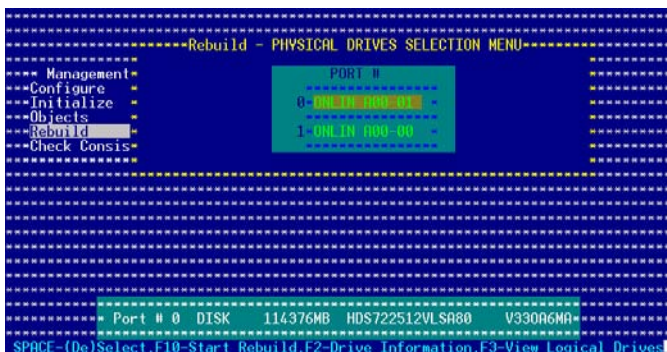 Rebuild - PHYSICAL DRIVES SELECTION MENU
Management
PORT #
Configure
Initialize
0 ONLIN A00-01
Objects
Rebuild
1 ONLIN A00-00
Check Consis
Port # 0 DISK 114376MB HDS722512VLSA80 V33OA6MA
SPACE-(De)Select,F10-Start Rebuild,F2-Drive Information,F3-View Logical Drives